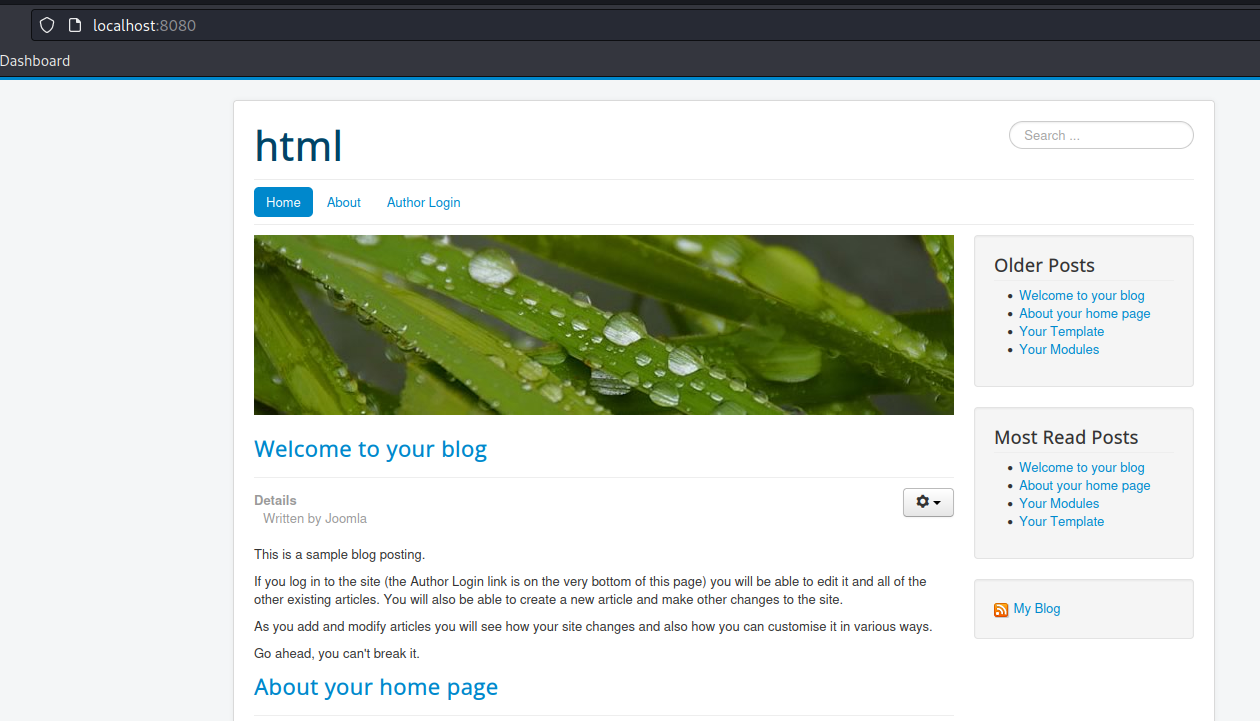 localhost:8080
Dashboard
html
Search ...
Home
About
Author Login
Welcome to your blog
Details
Written by Joomla
This is a sample blog posting.
If you log in to the site (the Author Login link is on the very bottom of this page) you will be able to edit it and all of the
other existing articles. You will also be able to create a new article and make other changes to the site.
As you add and modify articles you will see how your site changes and also how you can customise it in various ways.
Go ahead, you can't break it.
About your home page
Older Posts
Welcome to your blog
About your home page
Your Template
Your Modules
Most Read Posts
Welcome to your blog
About your home page
Your Modules
Your Template
My Blog